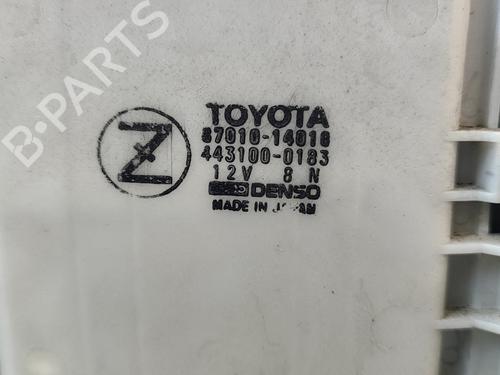 B-PARTS
Z
TOYOTA
87010-14010
443100-0183
12V 8 N
DENSO
MADE IN JAPAN